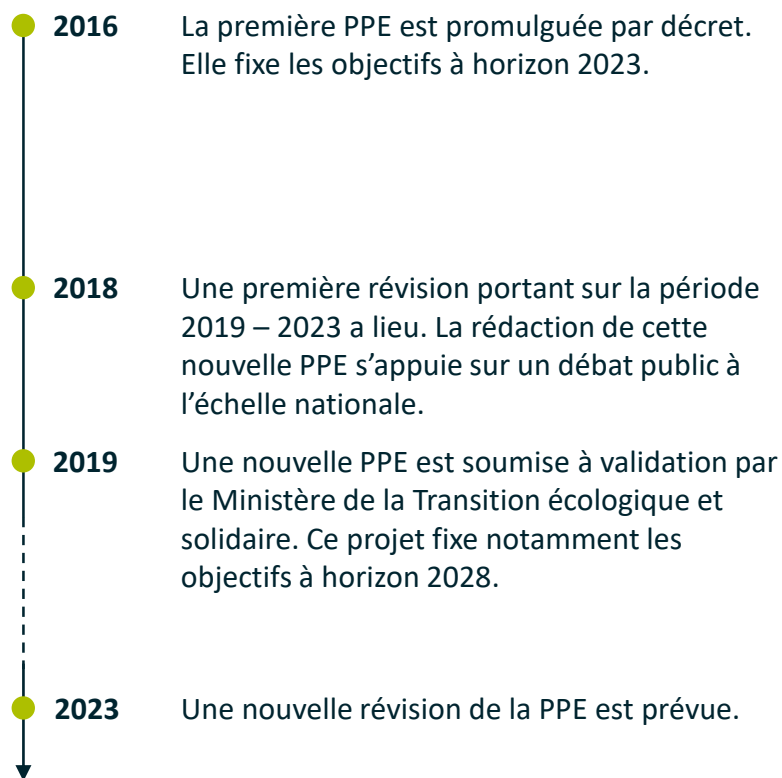 2016 La première PPE est promulguée par décret.
Elle fixe les objectifs à horizon 2023.
2018 Une première révision portant sur la période
2019 – 2023 a lieu. La rédaction de cette
nouvelle PPE s’appuie sur un débat public à
l’échelle nationale.
2019 Une nouvelle PPE est soumise à validation par
le Ministère de la Transition écologique et
solidaire. Ce projet fixe notamment les
objectifs à horizon 2028.
2023 Une nouvelle révision de la PPE est prévue.